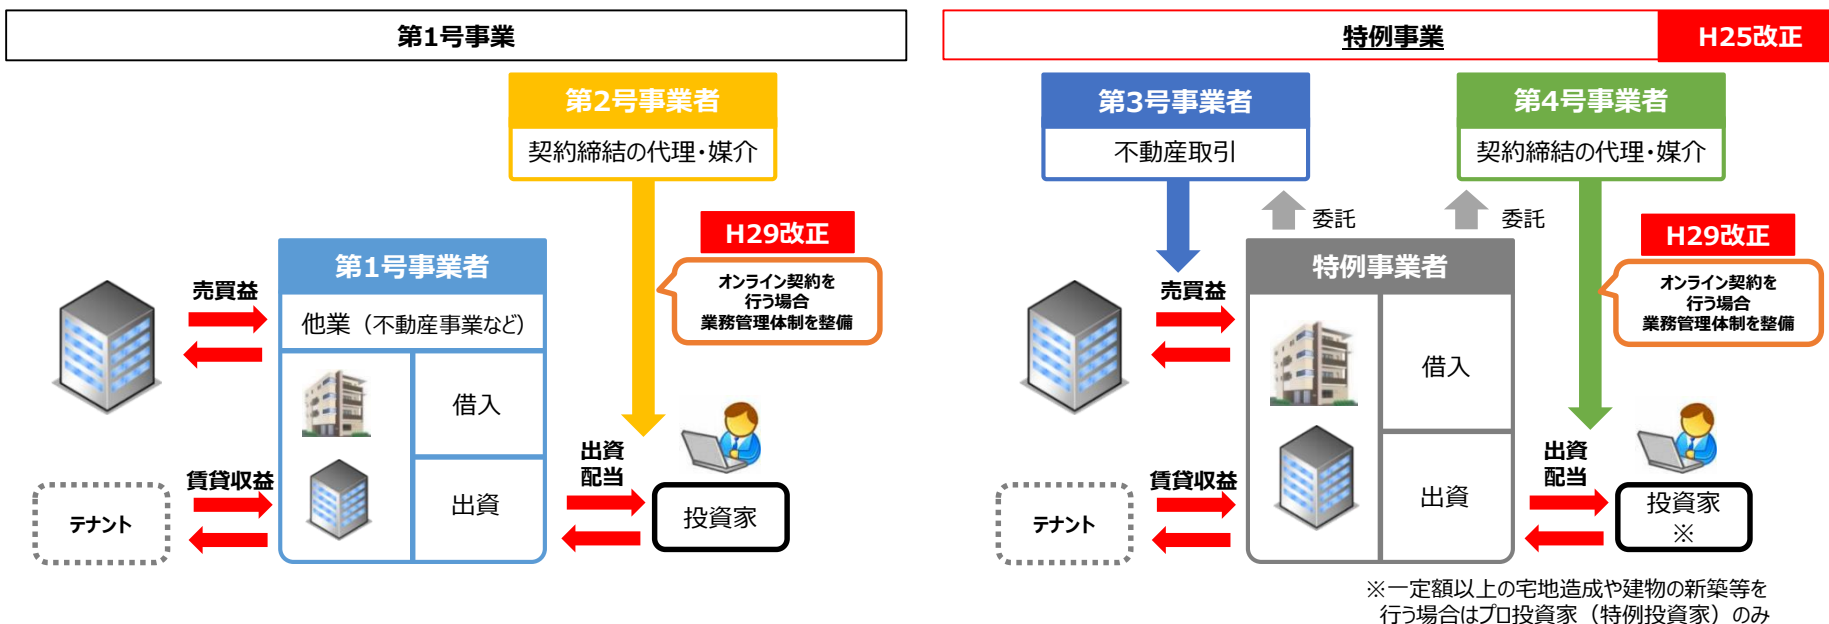 第1号事業
第2号事業者
契約締結の代理・媒介
H29改正
オンライン契約を
行う場合
業務管理体制を整備
第1号事業者
他業（不動産事業など）
借入
出資
売買益
賃貸収益
テナント
出資
配当
投資家
特例事業
H25改正
第3号事業者
不動産取引
第4号事業者
契約締結の代理・媒介
委託
委託
H29改正
オンライン契約を
行う場合
業務管理体制を整備
特例事業者
借入
出資
売買益
賃貸収益
テナント
出資
配当
投資家
※
※一定額以上の宅地造成や建物の新築等を
行う場合はプロ投資家（特例投資家）のみ